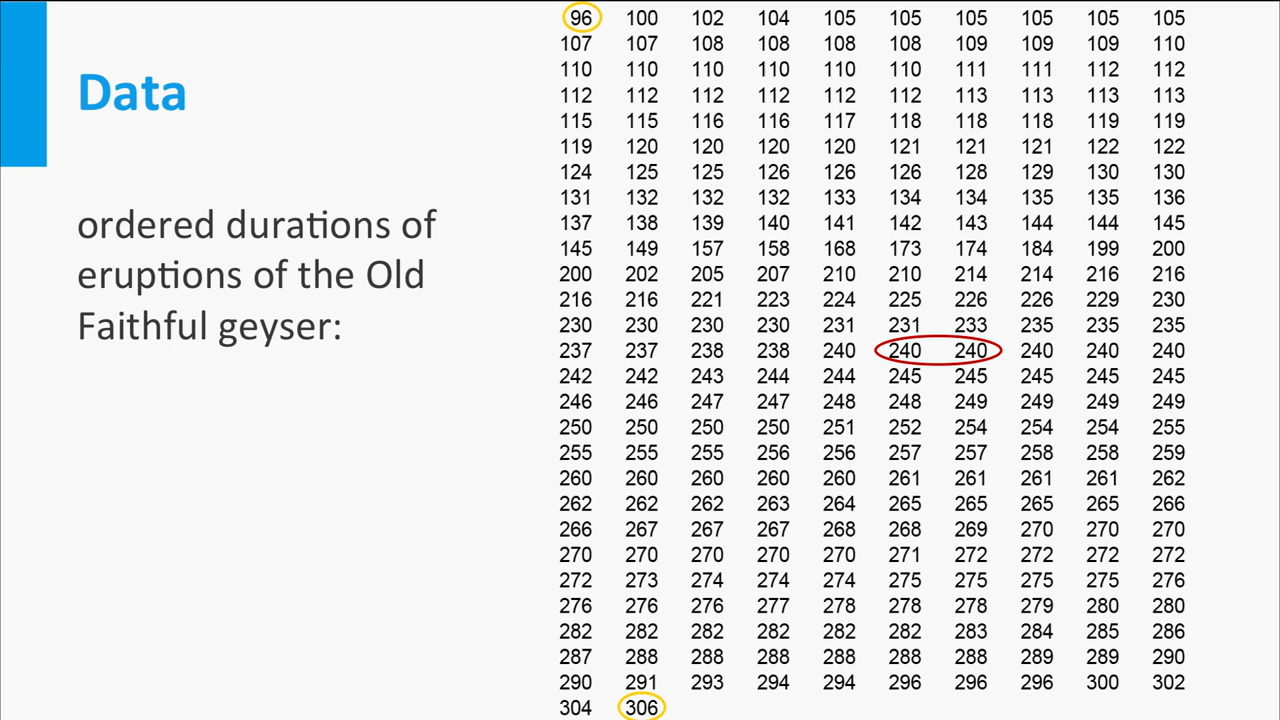 Data
ordered durations of
eruptions of the Old
Faithful geyser:
96 100 102 104 105 105 105 105 105 105
107 107 108 108 108 108 109 109 109 110
110 110 110 110 110 110 111 111 112 112
112 112 112 112 112 112 113 113 113 113
115 115 116 116 117 118 118 118 119 119
119 120 120 120 120 121 121 121 122 122
124 125 125 126 126 126 128 129 130 130
131 132 132 132 133 134 134 135 135 136
137 138 139 140 141 142 143 144 144 145
145 149 157 158 168 173 174 184 199 200
200 202 205 207 210 210 214 214 216 216
216 216 221 223 224 225 226 226 229 230
230 230 230 230 231 231 233 235 235 235
237 237 238 238 240 240 240 240 240 240
242 242 243 244 244 245 245 245 245 245
246 246 247 247 248 248 249 249 249 249
250 250 250 250 251 252 254 254 254 255
255 255 255 256 256 257 257 258 258 259
260 260 260 260 260 261 261 261 261 262
262 262 262 263 264 265 265 265 265 266
266 267 267 267 268 268 269 270 270 270
270 270 270 270 270 271 272 272 272 272
272 273 274 274 274 275 275 275 275 276
276 276 276 277 278 278 278 279 280 280
282 282 282 282 282 282 283 284 285 286
287 288 288 288 288 288 288 289 289 290
290 291 293 294 294 296 296 296 300 302
304 306